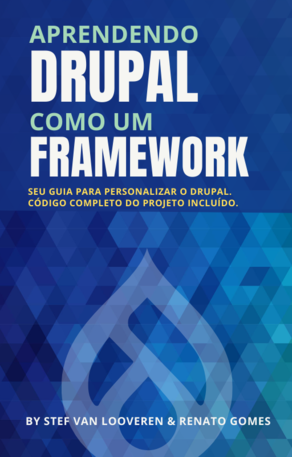 APRENDENDO
DRUPAL
COMO UM
FRAMEWORK
SEU GUIA PARA PERSONALIZAR O DRUPAL.
CÓDIGO COMPLETO DO PROJETO INCLUÍDO.
BY STEF VAN LOOVEREN & RENATO GOMES